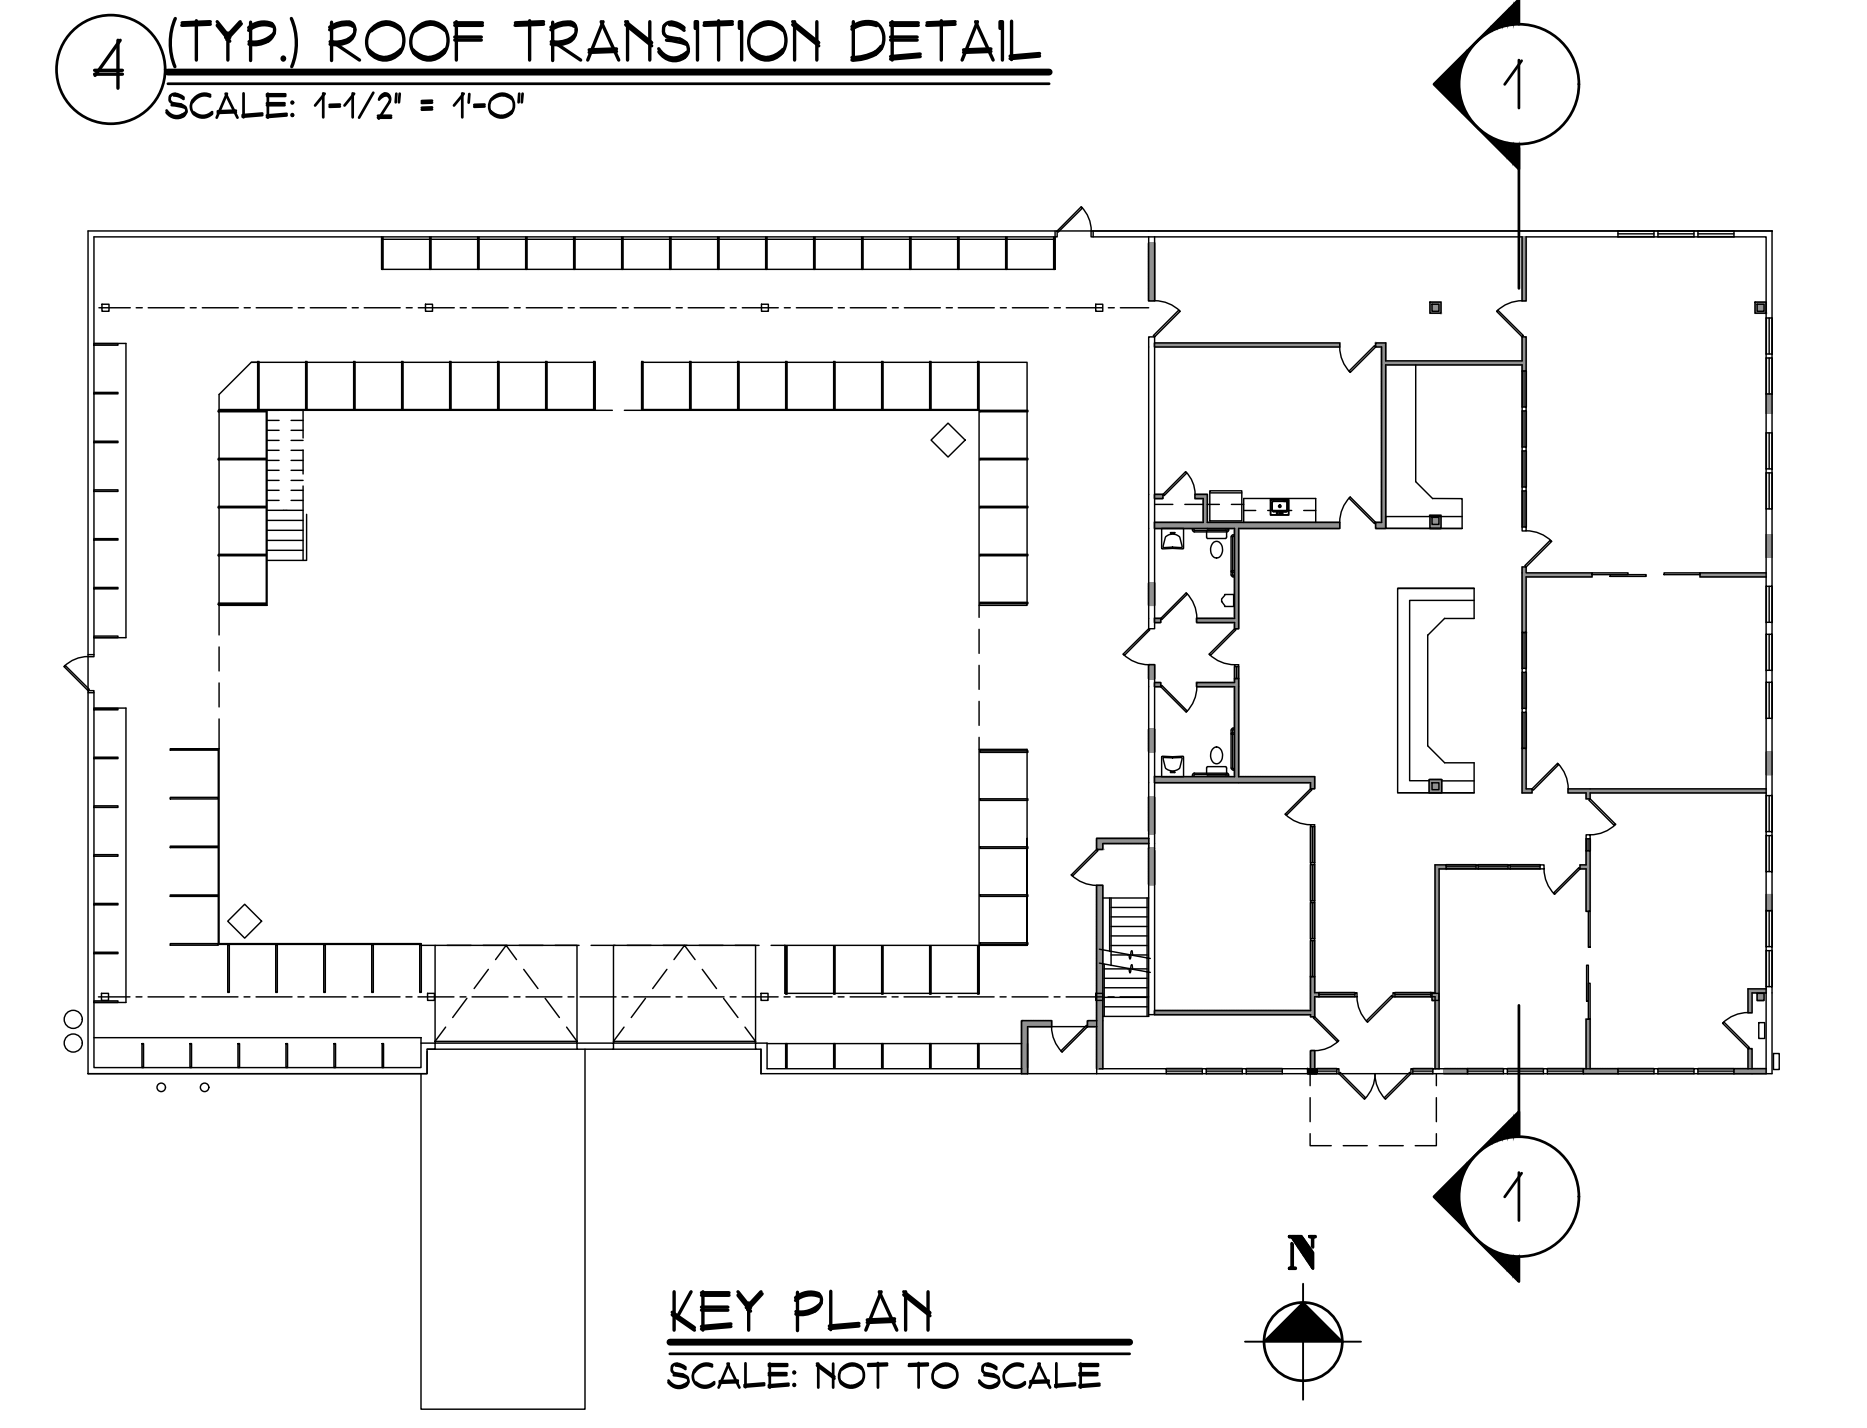 4
(TYP.) ROOF TRANSITION DETAIL
SCALE: 1-1/2" = 1'-0"
1
1
N
KEY PLAN
SCALE: NOT TO SCALE